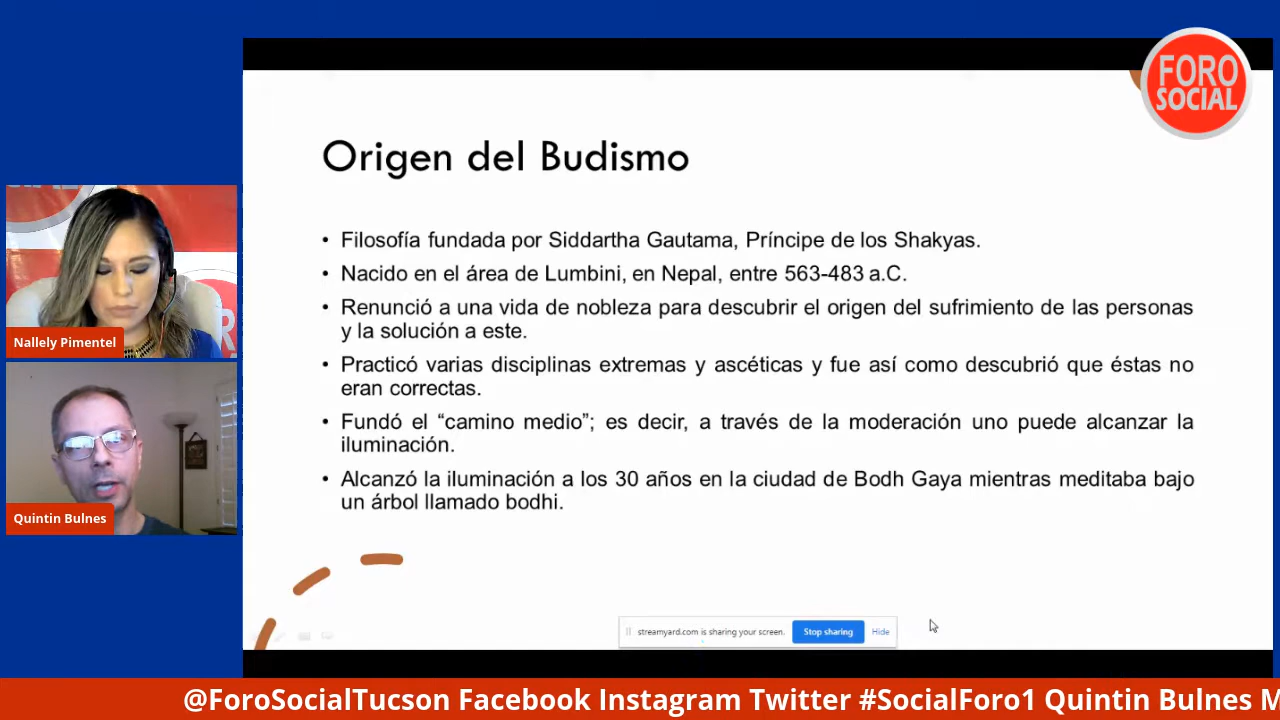 FORO
SOCIAL
Origen del Budismo
• Filosofía fundada por Siddartha Gautama, Príncipe de los Shakyas.
• Nacido en el área de Lumbini, en Nepal, entre 563-483 a.C.
• Renunció a una vida de nobleza para descubrir el origen del sufrimiento de las personas
y la solución a este.
• Practicó varias disciplinas extremas y ascéticas y fue así como descubrió que éstas no
eran correctas.
• Fundó el “camino medio”; es decir, a través de la moderación uno puede alcanzar la
iluminación.
• Alcanzó la iluminación a los 30 años en la ciudad de Bodh Gaya mientras meditaba bajo
un árbol llamado bodhi.
Nallely Pimentel
Quintin Bulnes
streamyard.com is sharing your screen. Stop sharing Hide
@ForoSocialTucson Facebook Instagram Twitter #SocialForo1 Quintin Bulnes